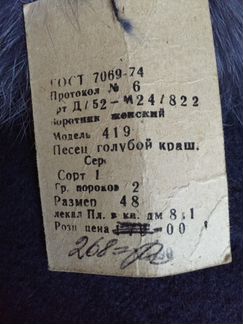 ГОСТ 7069-74
Протокол № 6
рт Д/52-М24/822
оротник женский
Модель 419
Песец голубой краш.
Сер
Сорт 1
Гр. пороков 2
Размер 48
лекал Пл. в кв. дм 8,1
Розн цена -00
268=